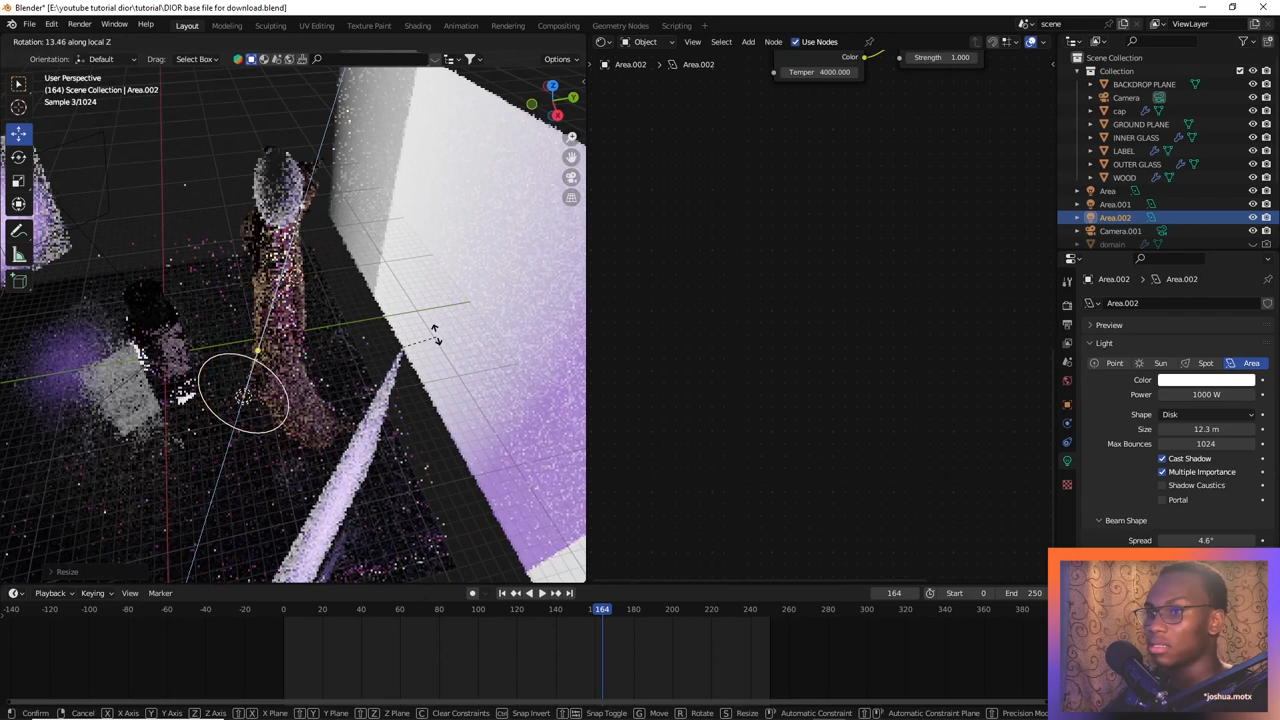 Blender* [E:\youtube tutorial dior\tutorial\DIOR base file for download.blend]
File Edit Render Window Help Layout Modeling Sculpting UV Editing Texture Paint Shading Animation Rendering Compositing Geometry Nodes Scripting + scene ViewLayer
Rotation: 13.46 along local Z
Object View Select Add Node Use Nodes
Orientation: Default Drag: Select Box Options
User Perspective
(164) Scene Collection | Area.002
Sample 3/1024
Area.002 > Area.002
Color
Temper 4000.000
Strength 1.000
Z
Y
X
Resize
Scene Collection
Collection
BACKDROP PLANE
Camera
cap
GROUND PLANE
INNER GLASS
LABEL
OUTER GLASS
WOOD
Area
Area.001
Area.002
Camera.001
domain
Area.002 > Area.002
Area.002
Preview
Light
Point Sun Spot Area
Color
Power 1000 W
Shape Disk
Size 12.3 m
Max Bounces 1024
Cast Shadow
Multiple Importance
Shadow Caustics
Portal
Beam Shape
Spread 4.6°
Playback Keying View Marker 164 Start 0 End 250
-140 -120 -100 -80 -60 -40 -20 0 20 40 60 80 100 120 140 164 180 200 220 240 260 280 300 320 340 360 380
Confirm Cancel X X Axis Y Y Axis Z Z Axis X X Plane Y Y Plane Z Z Plane C Clear Constraints Snap Invert Snap Toggle G Move R Rotate S Resize Automatic Constraint Automatic Constraint Plane Precision Mod
*joshua.motx